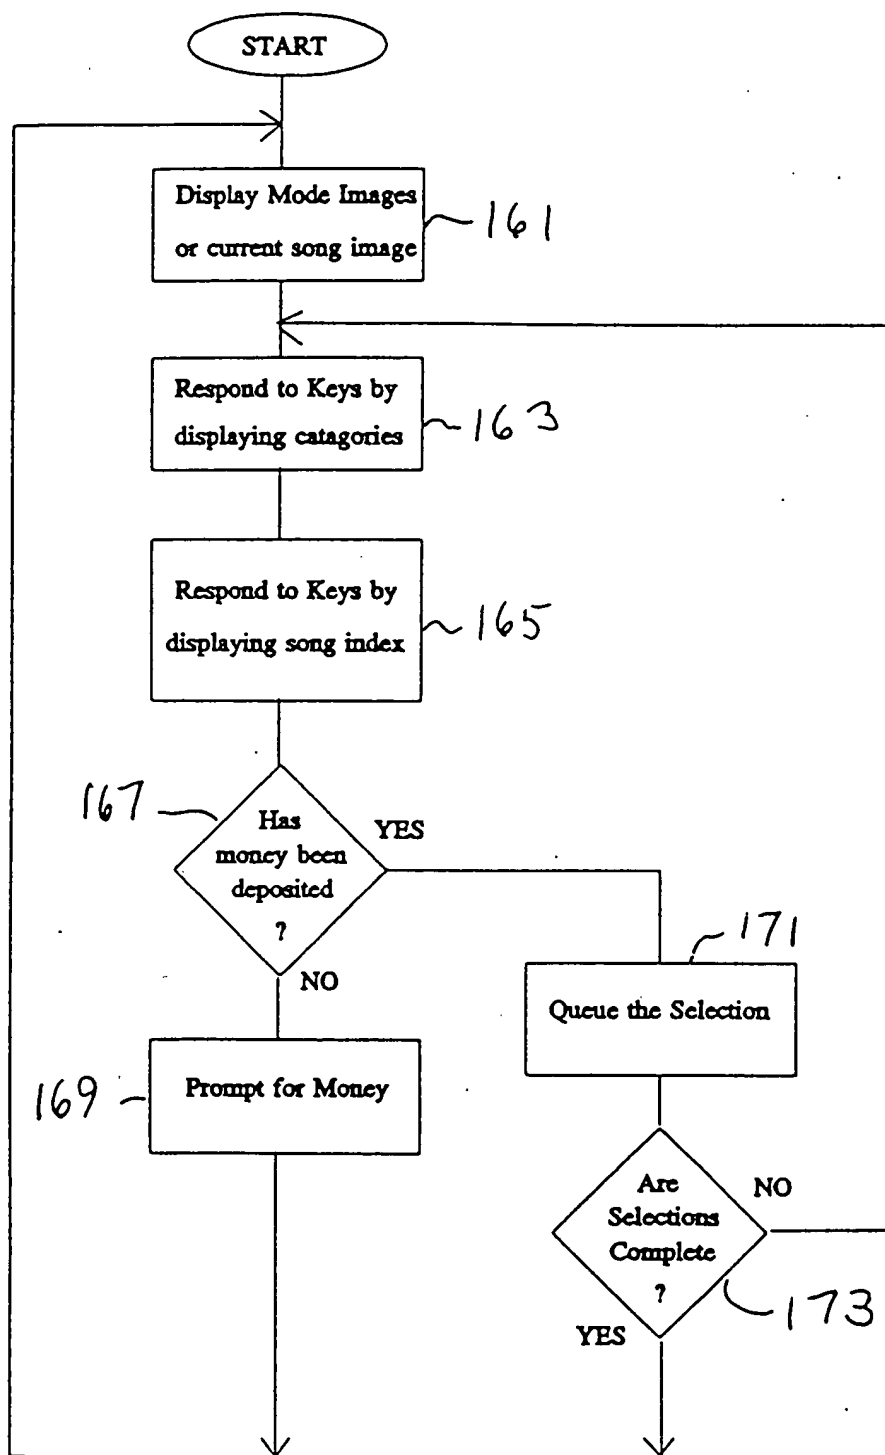 START
Display Mode Images
or current song image
161
Respond to Keys by
displaying catagories
163
Respond to Keys by
displaying song index
165
167
Has
money been
deposited
?
YES
NO
171
Queue the Selection
169
Prompt for Money
Are
Selections
Complete
?
NO
173
YES